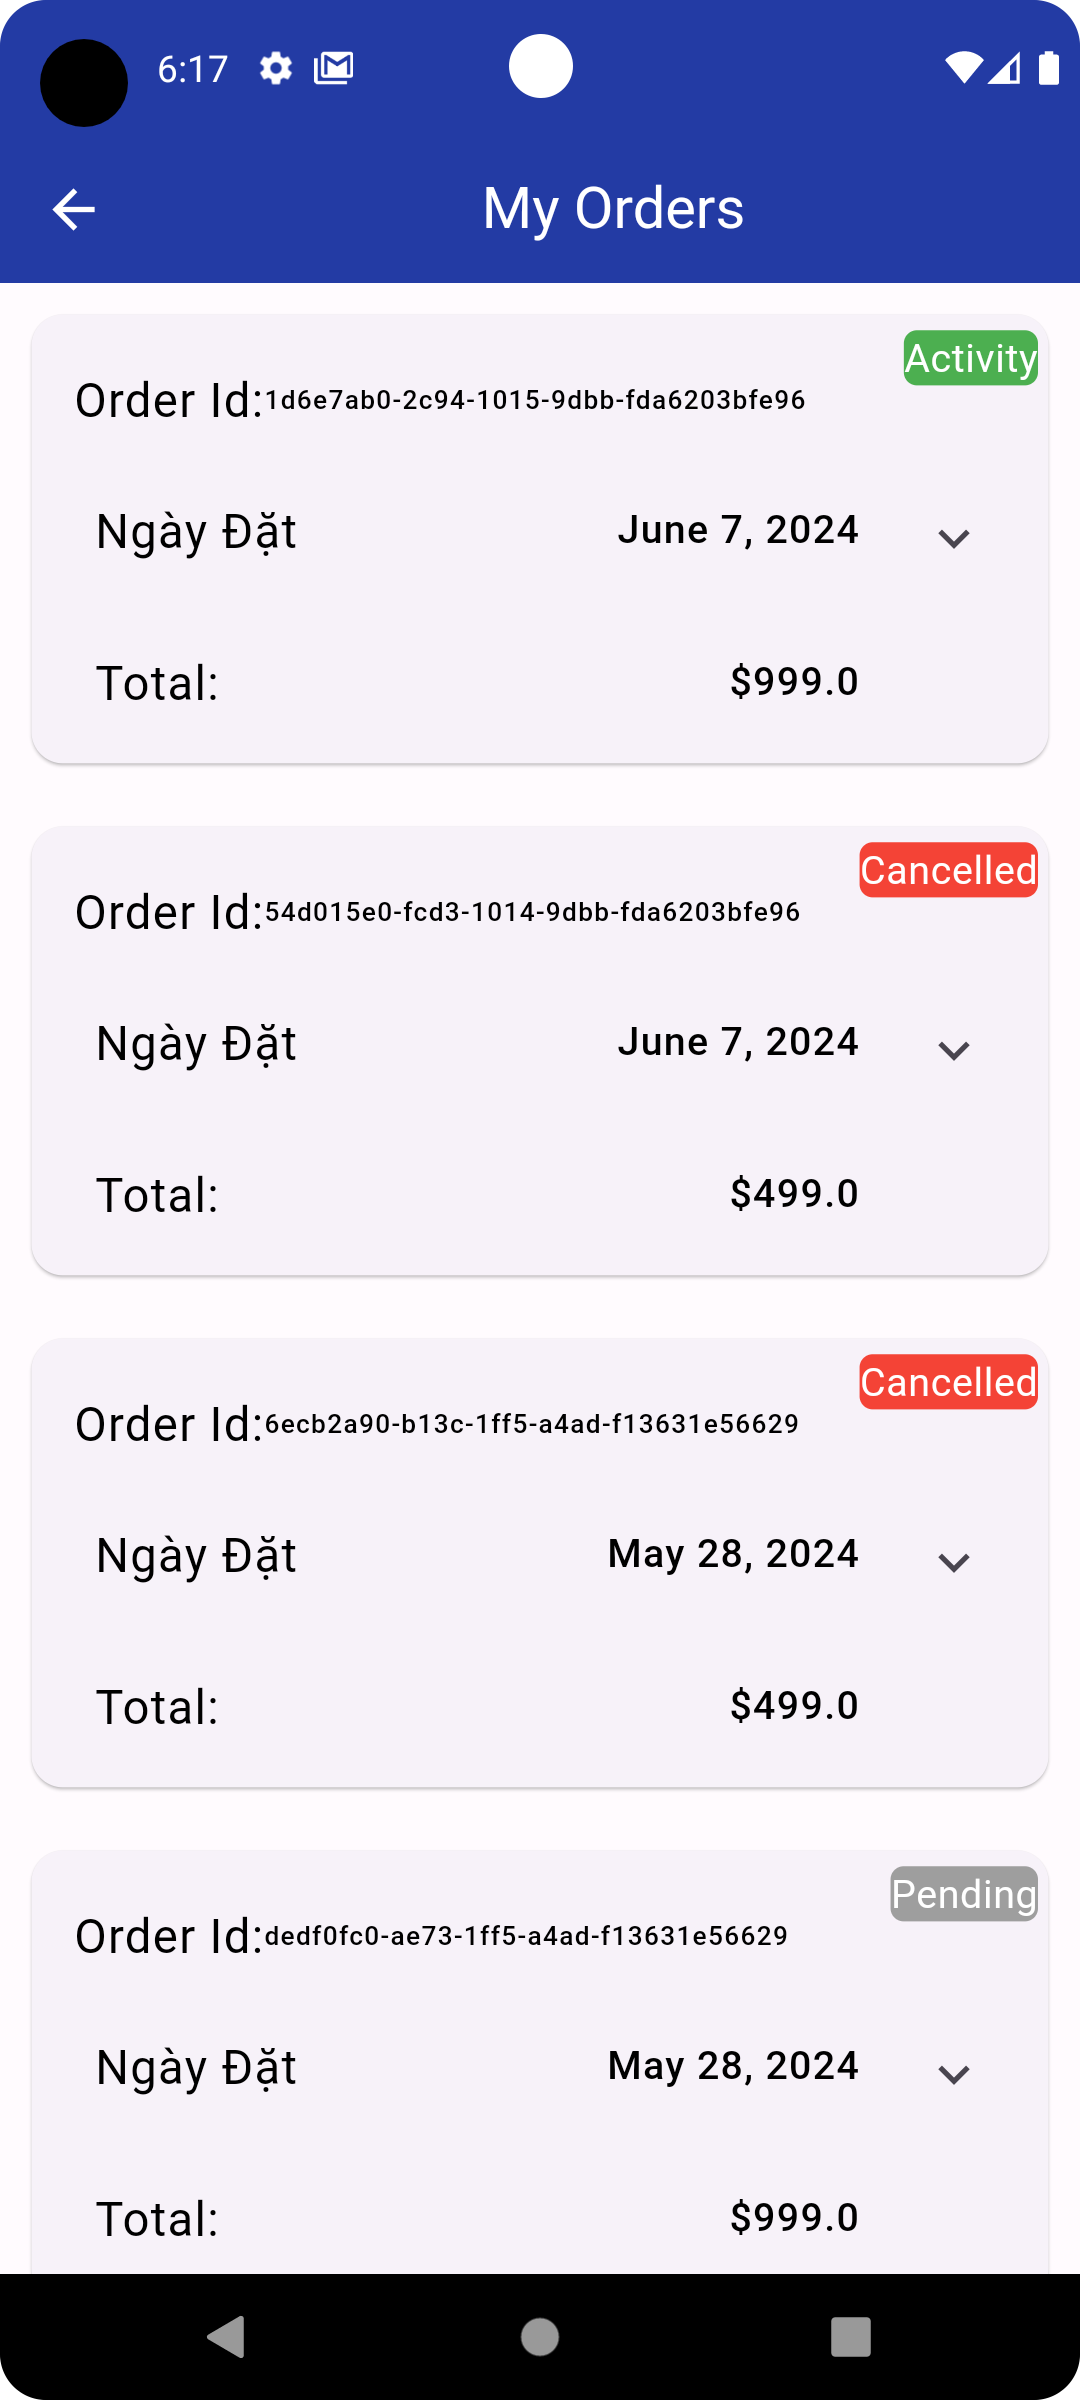 6:17
My Orders
Activity
Order Id:1d6e7ab0-2c94-1015-9dbb-fda6203bfe96
Ngày Đặt June 7, 2024
Total: $999.0
Cancelled
Order Id:54d015e0-fcd3-1014-9dbb-fda6203bfe96
Ngày Đặt June 7, 2024
Total: $499.0
Cancelled
Order Id:6ecb2a90-b13c-1ff5-a4ad-f13631e56629
Ngày Đặt May 28, 2024
Total: $499.0
Pending
Order Id:dedf0fc0-ae73-1ff5-a4ad-f13631e56629
Ngày Đặt May 28, 2024
Total: $999.0